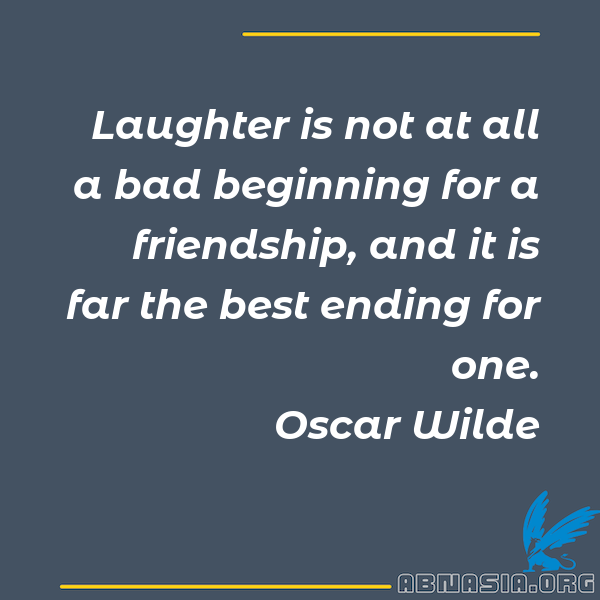 Laughter is not at all
a bad beginning for a
friendship, and it is
far the best ending for
one.
Oscar Wilde
ABNASIA.ORG